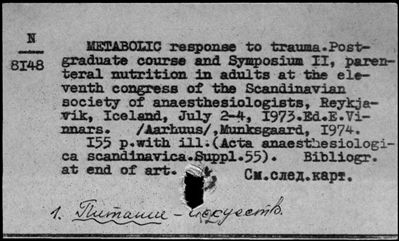 N
8148
METABOLIC response to trauma.Post-
graduate course and Symposium II, paren-
teral nutrition in adults at the ele-
venth congress of the Scandinavian
society of anaesthesiologists, Reykja-
vik, Iceland, July 2-4, 1973.Ed.E.Vi-
nnars. /Aarhuus/,Munksgaard, 1974.
155 p.with ill.(Acta anaesthesiologi-
ca scandinavica.Suppl.55). Bibliogr.
at end of art. См.след.карт.
1. Питание - искусств.